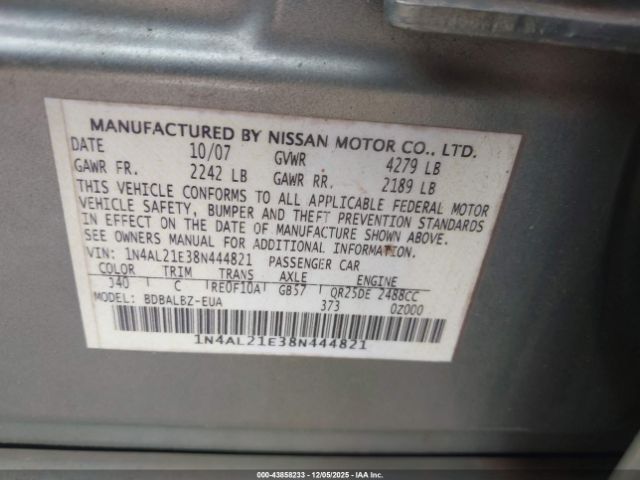 MANUFACTURED BY NISSAN MOTOR CO., LTD.
DATE 10/07 GVWR 4279 LB
GAWR FR. 2242 LB GAWR RR. 2189 LB
THIS VEHICLE CONFORMS TO ALL APPLICABLE FEDERAL MOTOR
VEHICLE SAFETY, BUMPER AND THEFT PREVENTION STANDARDS
IN EFFECT ON THE DATE OF MANUFACTURE SHOWN ABOVE.
SEE OWNERS MANUAL FOR ADDITIONAL INFORMATION.
VIN: 1N4AL21E38N444821 PASSENGER CAR
COLOR TRIM TRANS AXLE ENGINE
J40 C RE0F10A GB57 QR25DE 2488CC
MODEL: BDBALBZ-EUA 373 0Z000
1N4AL21E38N444821
000-43858233 - 12/05/2025 - IAA Inc.